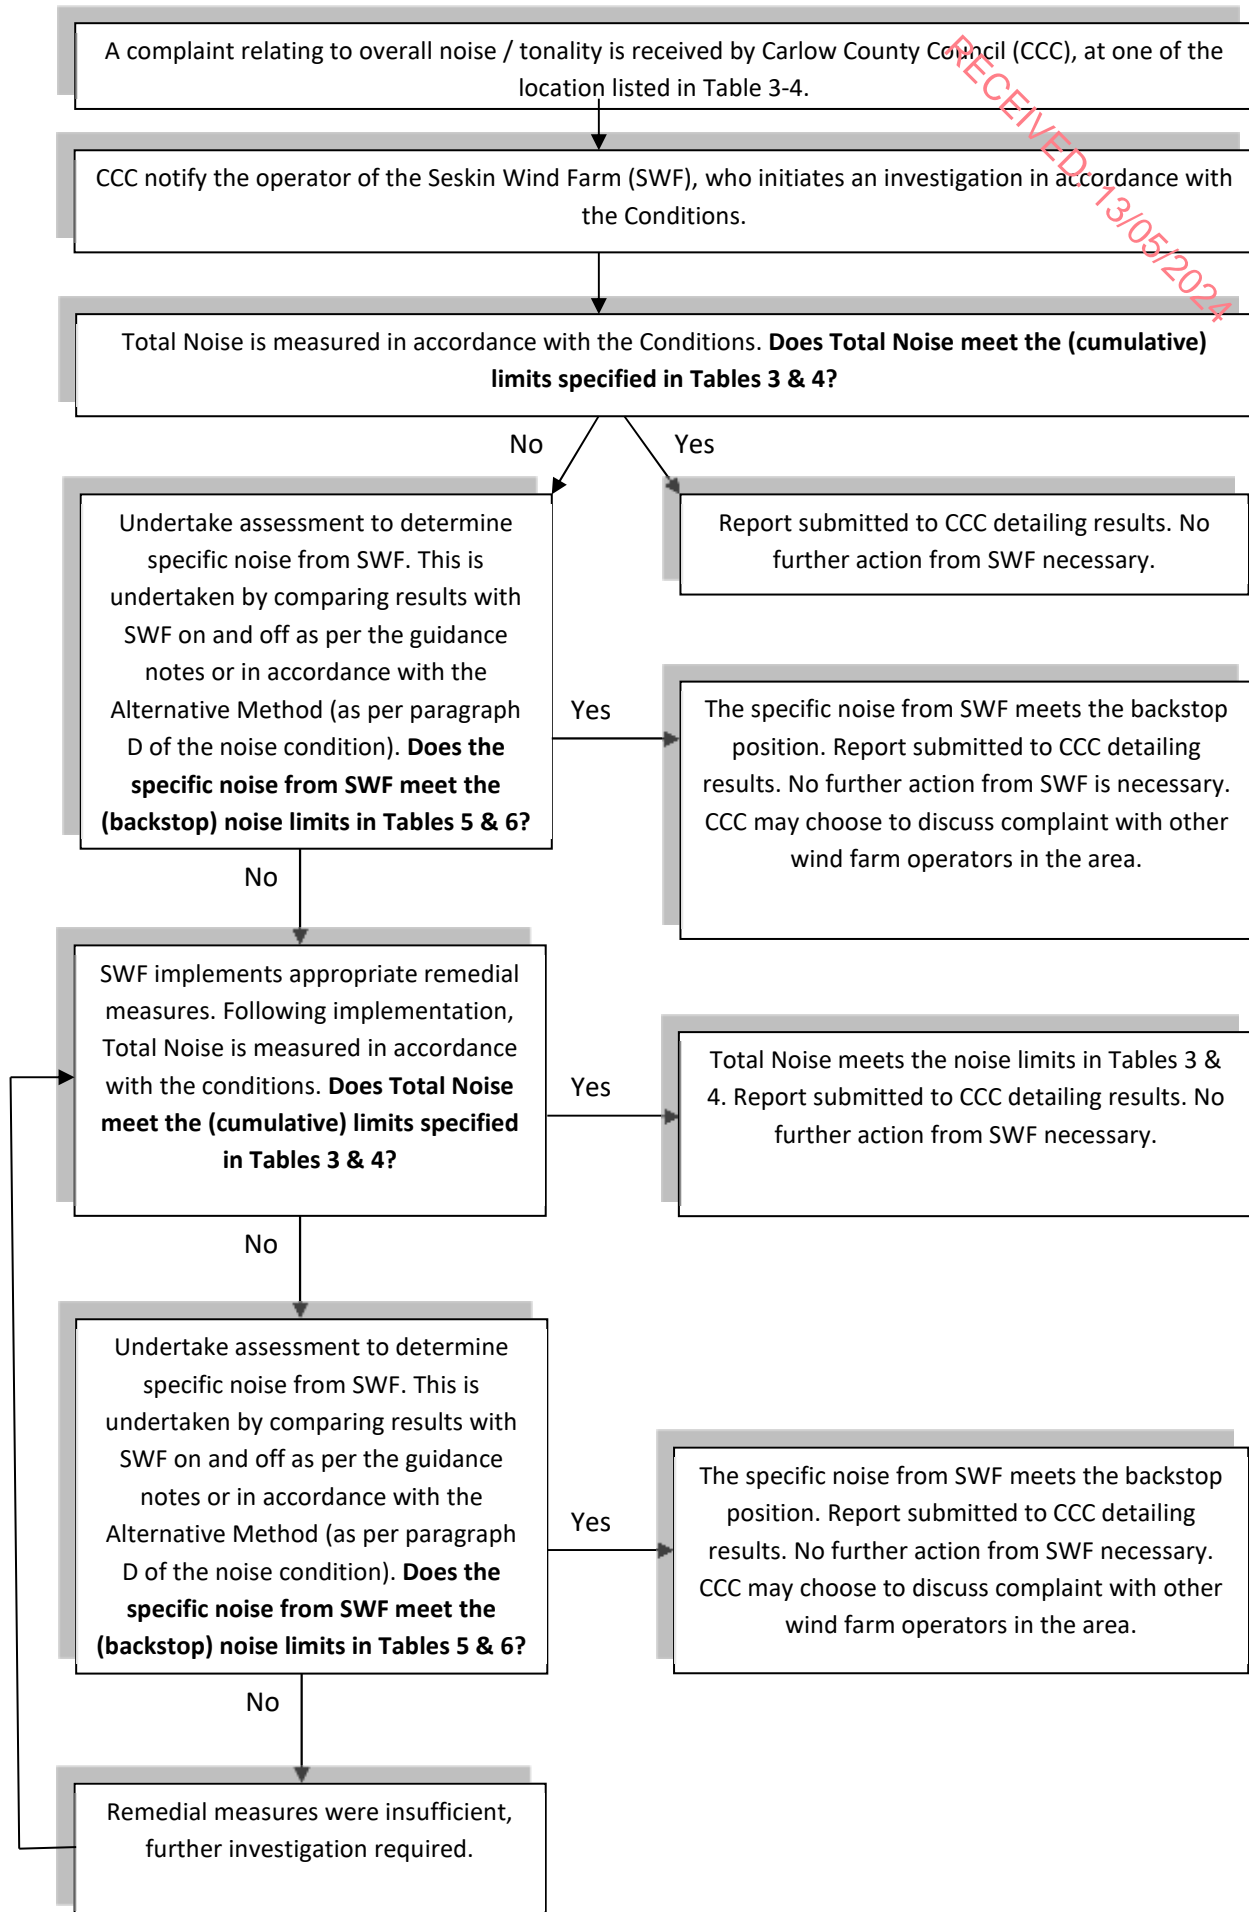 A complaint relating to overall noise / tonality is received by Carlow County Council (CCC), at one of the
location listed in Table 3-4.
RECEIVED: 13/05/2024
CCC notify the operator of the Seskin Wind Farm (SWF), who initiates an investigation in accordance with
the Conditions.
Total Noise is measured in accordance with the Conditions. Does Total Noise meet the (cumulative)
limits specified in Tables 3 & 4?
No
Yes
Undertake assessment to determine
specific noise from SWF. This is
undertaken by comparing results with
SWF on and off as per the guidance
notes or in accordance with the
Alternative Method (as per paragraph
D of the noise condition). Does the
specific noise from SWF meet the
(backstop) noise limits in Tables 5 & 6?
Report submitted to CCC detailing results. No
further action from SWF necessary.
Yes
The specific noise from SWF meets the backstop
position. Report submitted to CCC detailing
results. No further action from SWF is necessary.
CCC may choose to discuss complaint with other
wind farm operators in the area.
No
SWF implements appropriate remedial
measures. Following implementation,
Total Noise is measured in accordance
with the conditions. Does Total Noise
meet the (cumulative) limits specified
in Tables 3 & 4?
Yes
Total Noise meets the noise limits in Tables 3 &
4. Report submitted to CCC detailing results. No
further action from SWF necessary.
No
Undertake assessment to determine
specific noise from SWF. This is
undertaken by comparing results with
SWF on and off as per the guidance
notes or in accordance with the
Alternative Method (as per paragraph
D of the noise condition). Does the
specific noise from SWF meet the
(backstop) noise limits in Tables 5 & 6?
Yes
The specific noise from SWF meets the backstop
position. Report submitted to CCC detailing
results. No further action from SWF necessary.
CCC may choose to discuss complaint with other
wind farm operators in the area.
No
Remedial measures were insufficient,
further investigation required.